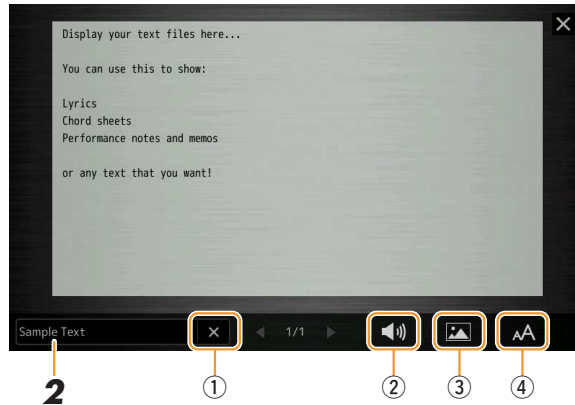 Display your text files here...
You can use this to show:
Lyrics
Chord sheets
Performance notes and memos
or any text that you want!
Sample Text
1/1
AA
2
①
②
③
④